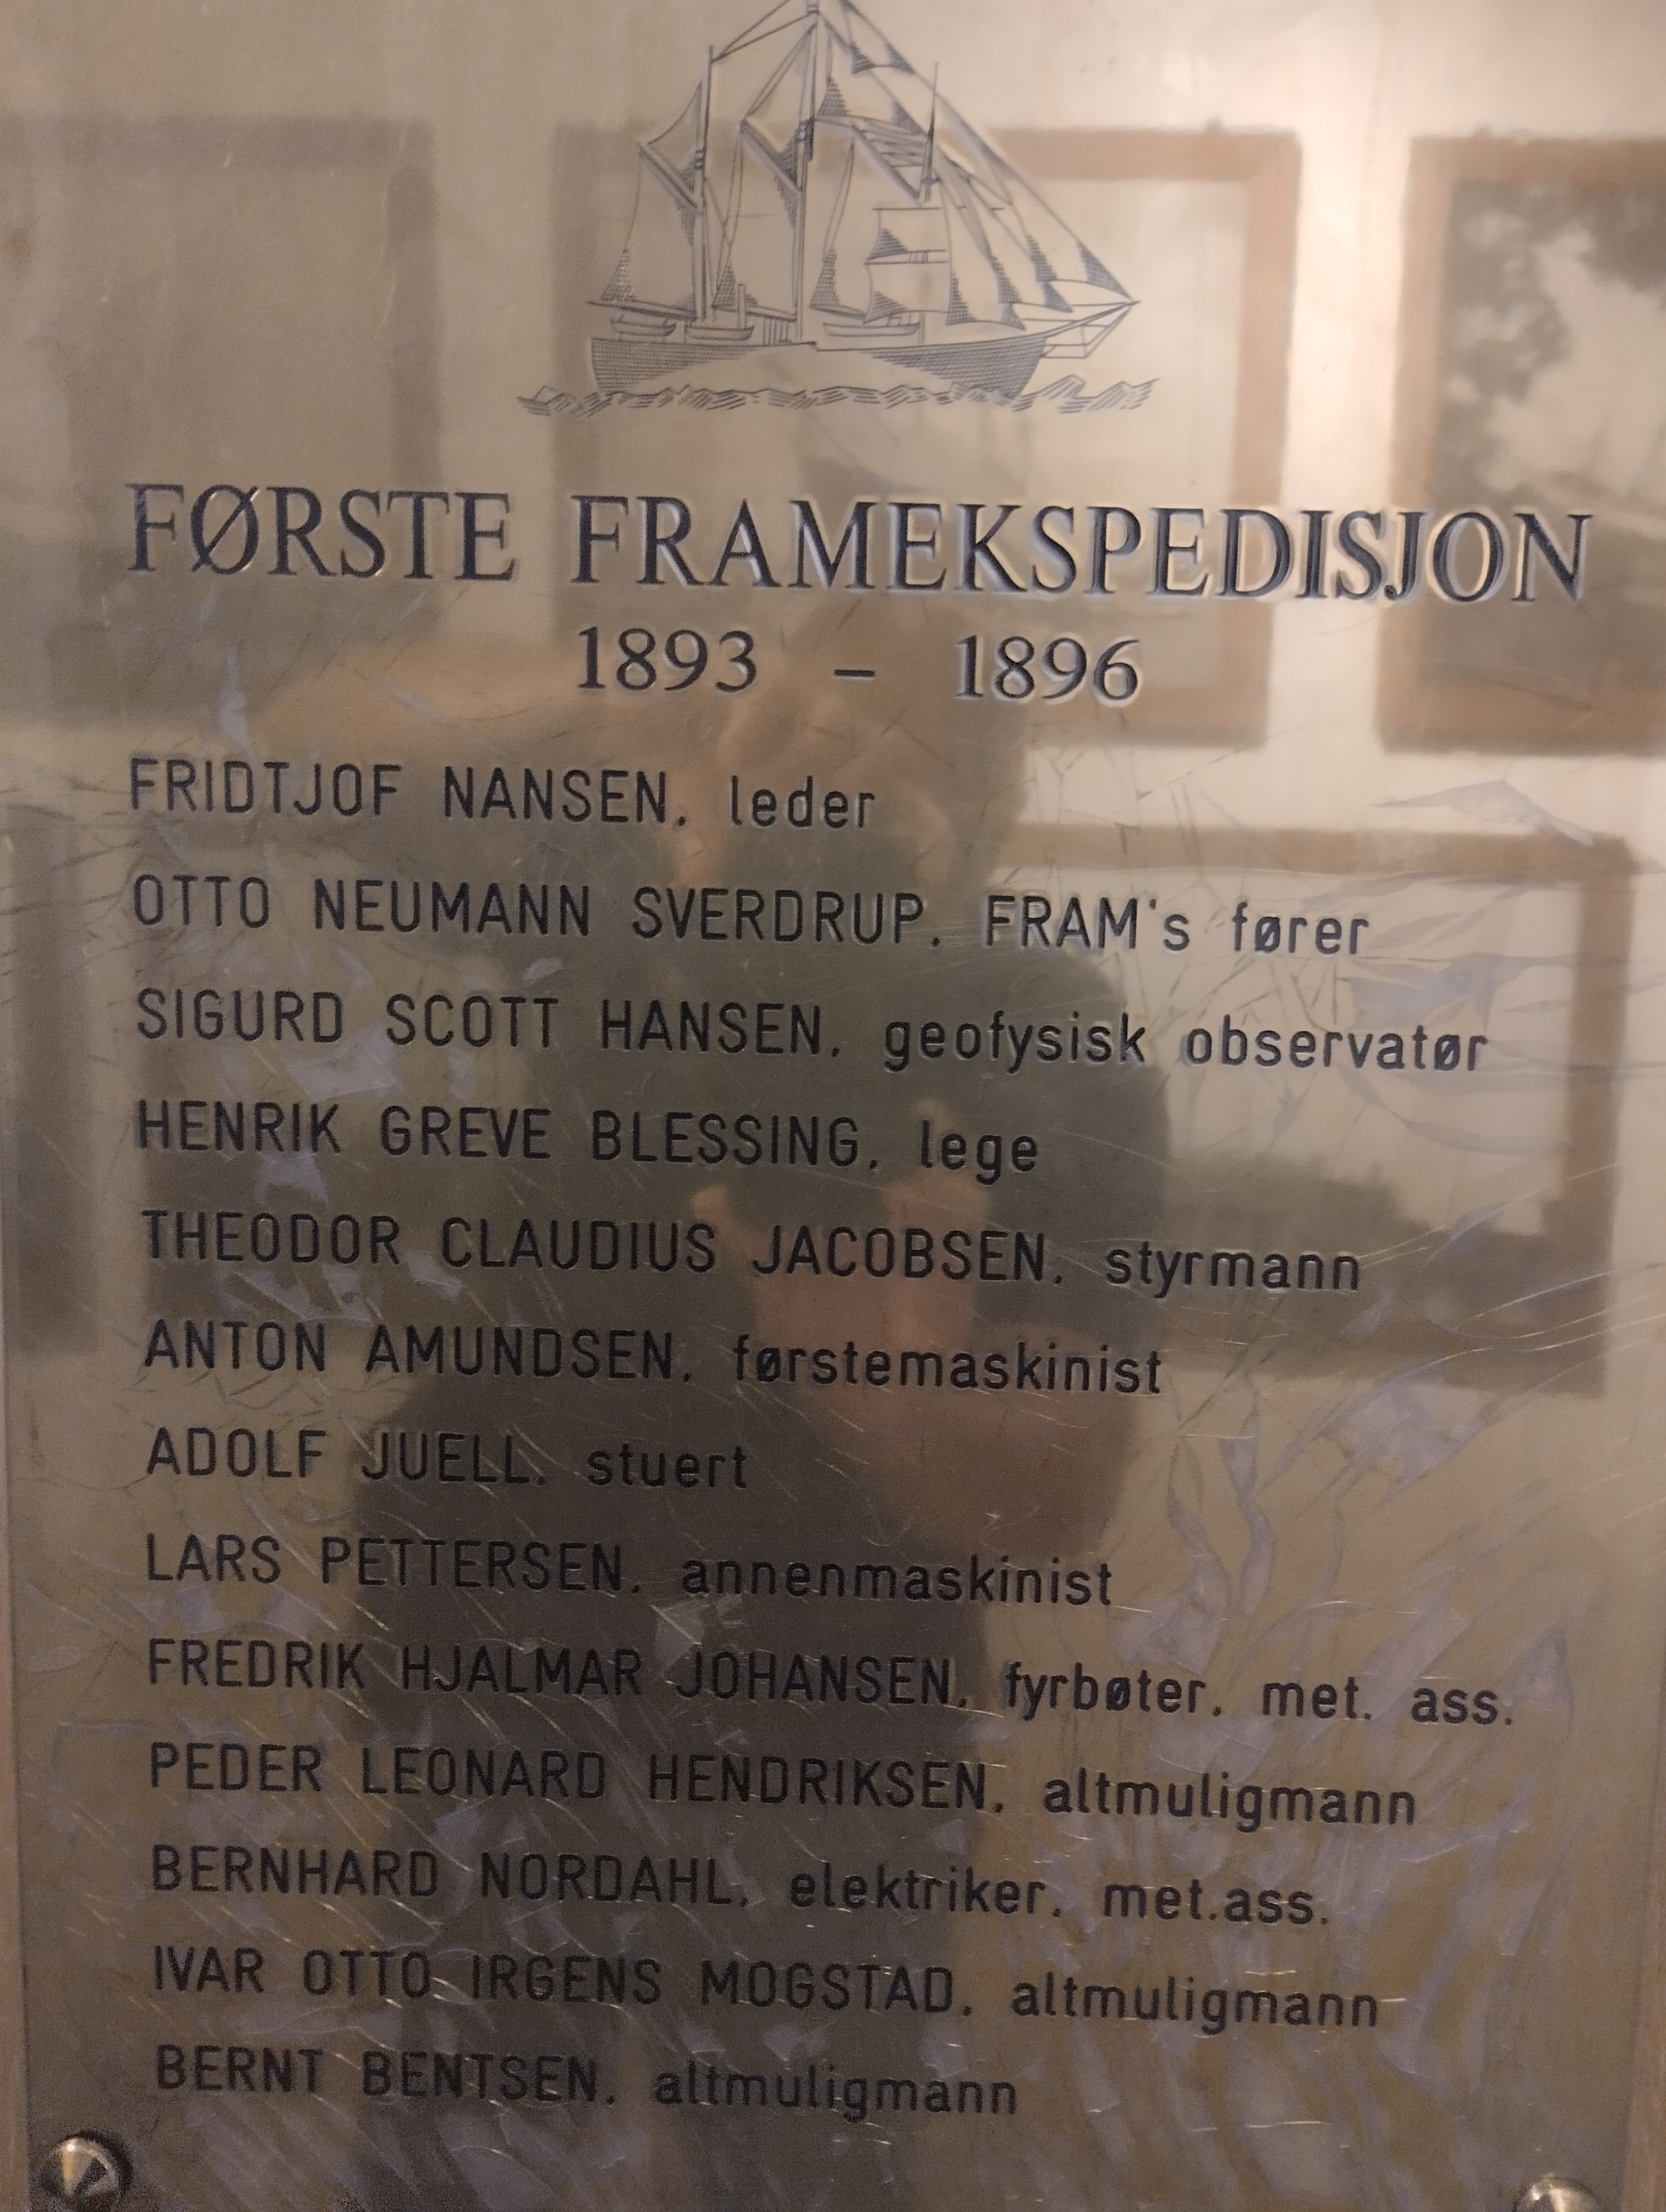 FØRSTE FRAMEKSPEDISJON
1893 – 1896
FRIDTJOF NANSEN, leder
OTTO NEUMANN SVERDRUP, FRAM's fører
SIGURD SCOTT HANSEN, geofysisk observatør
HENRIK GREVE BLESSING, lege
THEODOR CLAUDIUS JACOBSEN, styrmann
ANTON AMUNDSEN, førstemaskinist
ADOLF JUELL, stuert
LARS PETTERSEN, annenmaskinist
FREDRIK HJALMAR JOHANSEN, fyrbøter, met. ass.
PEDER LEONARD HENDRIKSEN, altmuligmann
BERNHARD NORDAHL, elektriker, met.ass.
IVAR OTTO IRGENS MOGSTAD, altmuligmann
BERNT BENTSEN, altmuligmann